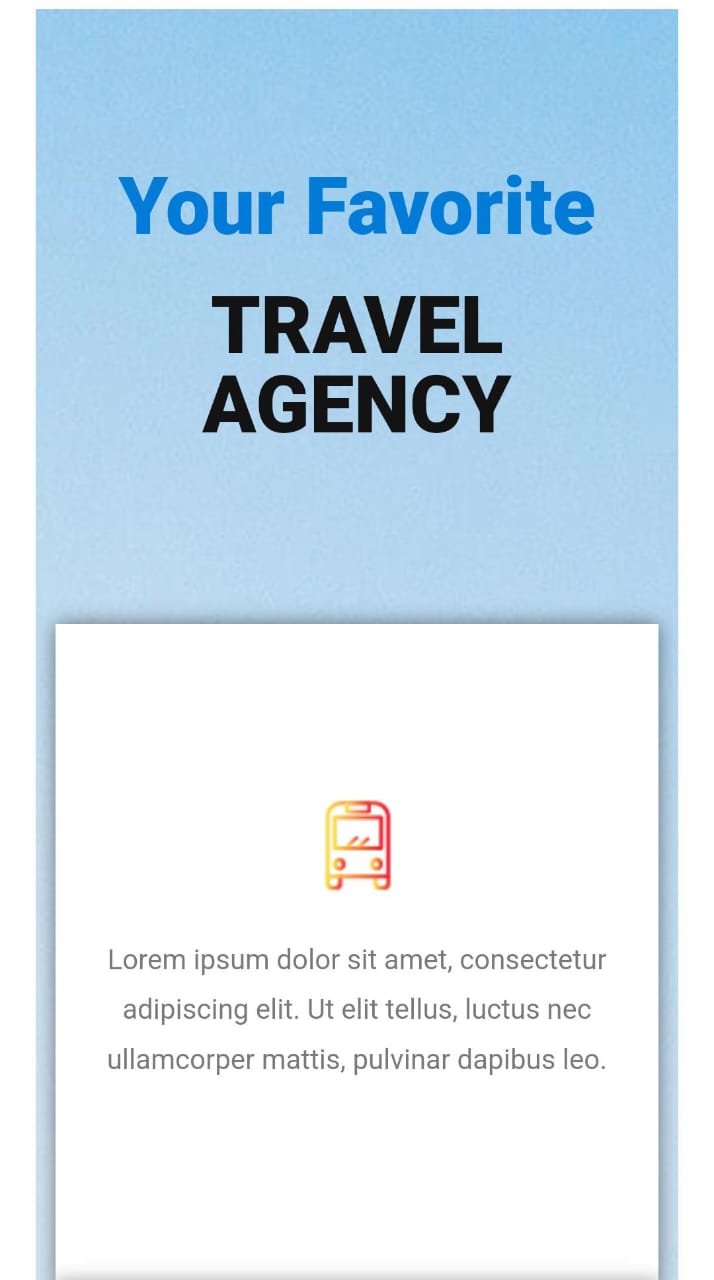 Your Favorite
TRAVEL
AGENCY
Lorem ipsum dolor sit amet, consectetur
adipiscing elit. Ut elit tellus, luctus nec
ullamcorper mattis, pulvinar dapibus leo.